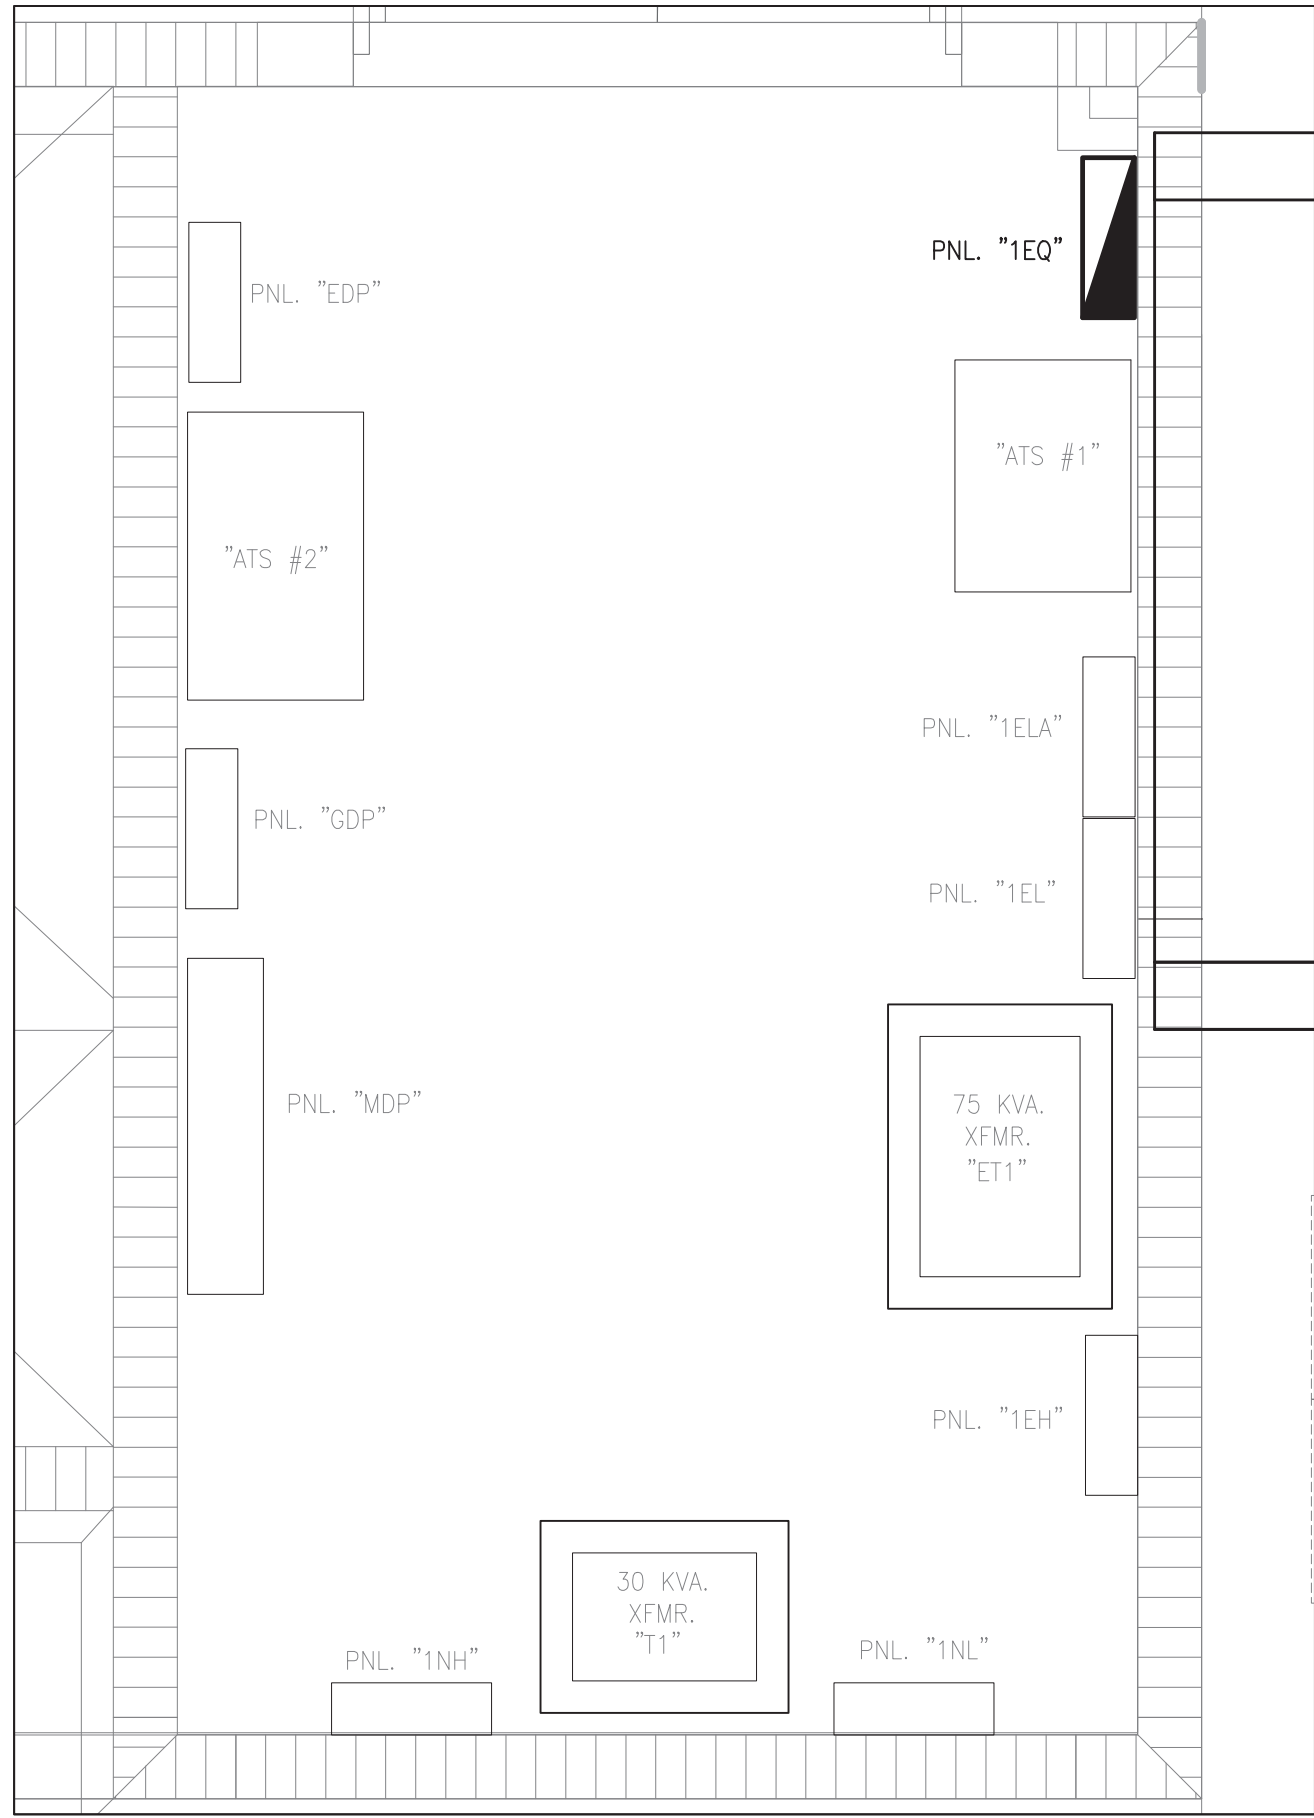 PNL. "1EQ"
PNL. "EDP"
"ATS #1"
"ATS #2"
PNL. "1ELA"
PNL. "GDP"
PNL. "1EL"
PNL. "MDP"
75 KVA.
XFMR.
"ET1"
PNL. "1EH"
30 KVA.
XFMR.
"T1"
PNL. "1NH"
PNL. "1NL"